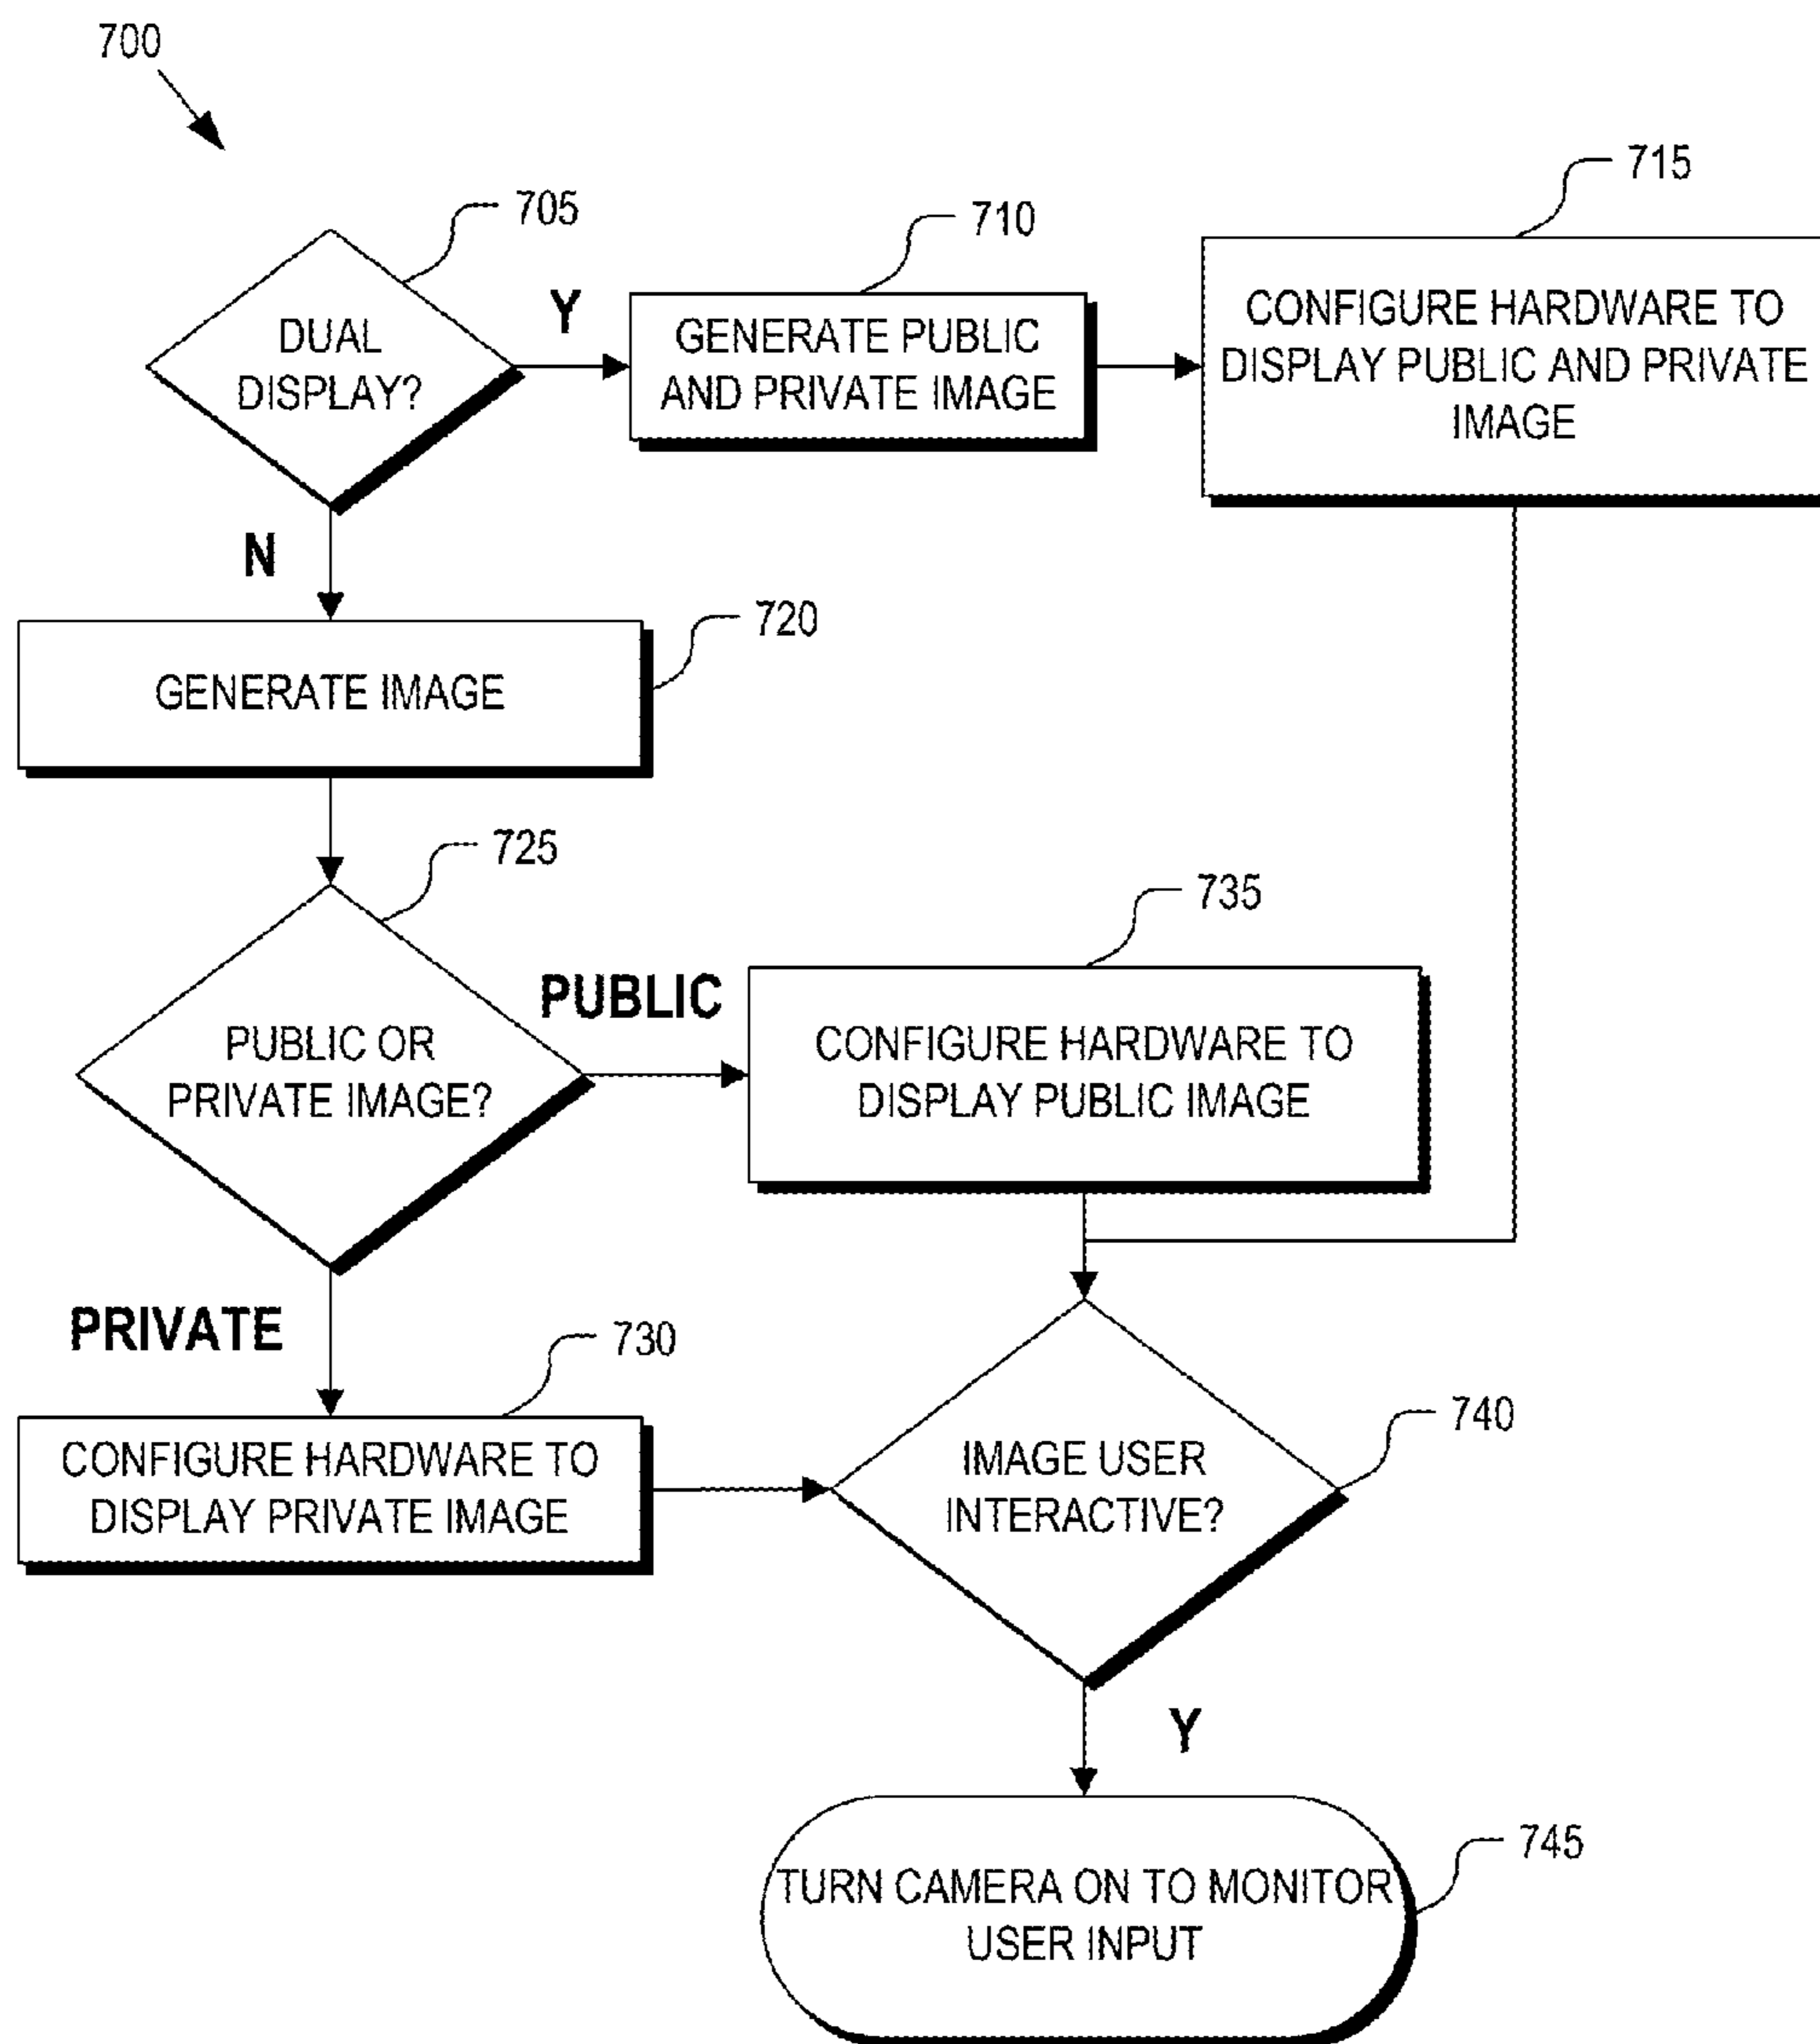 700
705
DUAL
DISPLAY?
Y
710
GENERATE PUBLIC
AND PRIVATE IMAGE
715
CONFIGURE HARDWARE TO
DISPLAY PUBLIC AND PRIVATE
IMAGE
N
720
GENERATE IMAGE
725
PUBLIC OR
PRIVATE IMAGE?
PUBLIC
735
CONFIGURE HARDWARE TO
DISPLAY PUBLIC IMAGE
PRIVATE
730
CONFIGURE HARDWARE TO
DISPLAY PRIVATE IMAGE
740
IMAGE USER
INTERACTIVE?
Y
745
TURN CAMERA ON TO MONITOR
USER INPUT